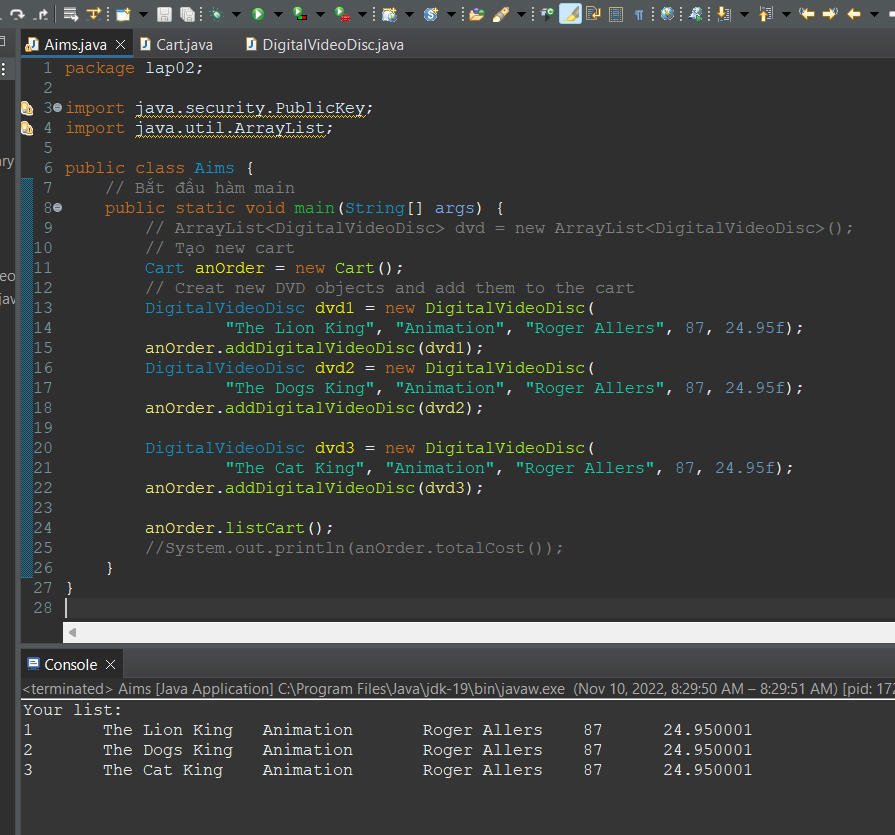 Aims.java
Cart.java
DigitalVideoDisc.java
1 package lap02;
2
3 import java.security.PublicKey;
4 import java.util.ArrayList;
5
6 public class Aims {
7 // Bắt đầu hàm main
8 public static void main(String[] args) {
9 // ArrayList<DigitalVideoDisc> dvd = new ArrayList<DigitalVideoDisc>();
10 // Tạo new cart
11 Cart anOrder = new Cart();
12 // Creat new DVD objects and add them to the cart
13 DigitalVideoDisc dvd1 = new DigitalVideoDisc(
14 "The Lion King", "Animation", "Roger Allers", 87, 24.95f);
15 anOrder.addDigitalVideoDisc(dvd1);
16 DigitalVideoDisc dvd2 = new DigitalVideoDisc(
17 "The Dogs King", "Animation", "Roger Allers", 87, 24.95f);
18 anOrder.addDigitalVideoDisc(dvd2);
19
20 DigitalVideoDisc dvd3 = new DigitalVideoDisc(
21 "The Cat King", "Animation", "Roger Allers", 87, 24.95f);
22 anOrder.addDigitalVideoDisc(dvd3);
23
24 anOrder.listCart();
25 //System.out.println(anOrder.totalCost());
26 }
27 }
28
Console
<terminated> Aims [Java Application] C:\Program Files\Java\jdk-19\bin\javaw.exe (Nov 10, 2022, 8:29:50 AM – 8:29:51 AM) [pid: 172
Your list:
1 The Lion King Animation Roger Allers 87 24.950001
2 The Dogs King Animation Roger Allers 87 24.950001
3 The Cat King Animation Roger Allers 87 24.950001